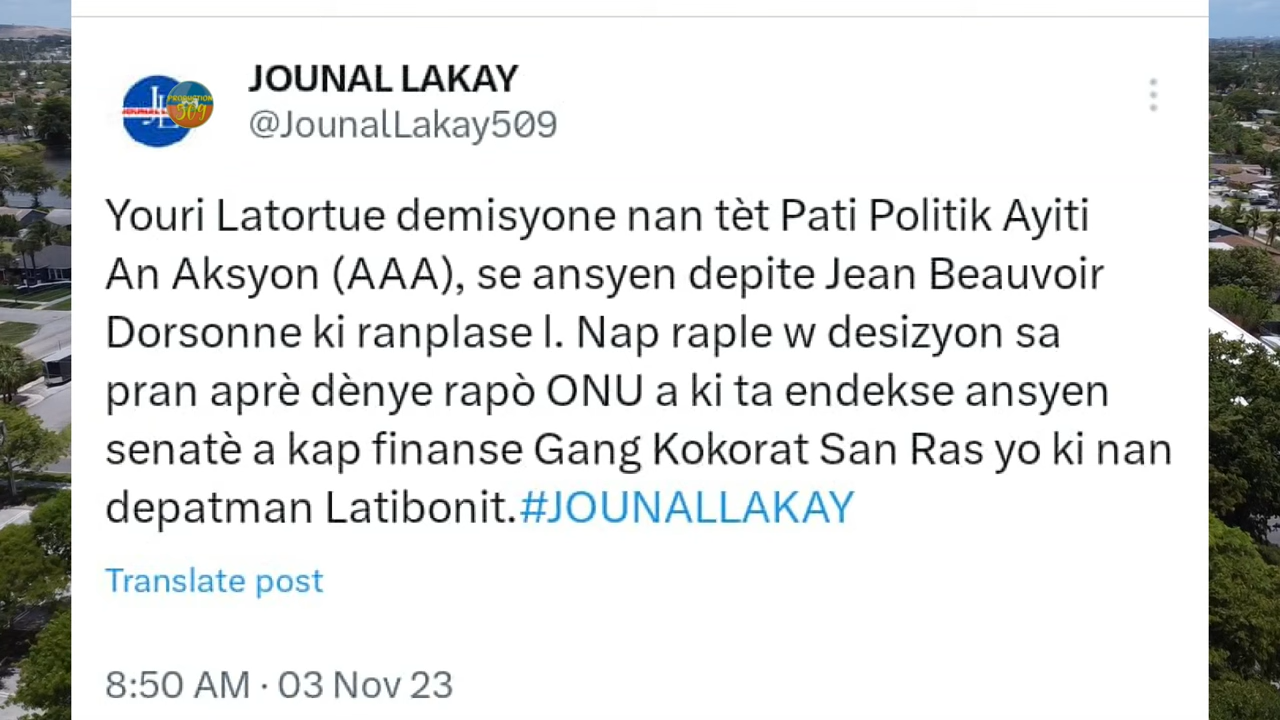 JOUNAL LAKAY
@JounalLakay509
PRODUCTION
509
Youri Latortue demisyone nan tèt Pati Politik Ayiti
An Aksyon (AAA), se ansyen depite Jean Beauvoir
Dorsonne ki ranplase l. Nap raple w desizyon sa
pran aprè dènye rapò ONU a ki ta endekse ansyen
senatè a kap finanse Gang Kokorat San Ras yo ki nan
depatman Latibonit.#JOUNALLAKAY
Translate post
8:50 AM · 03 Nov 23